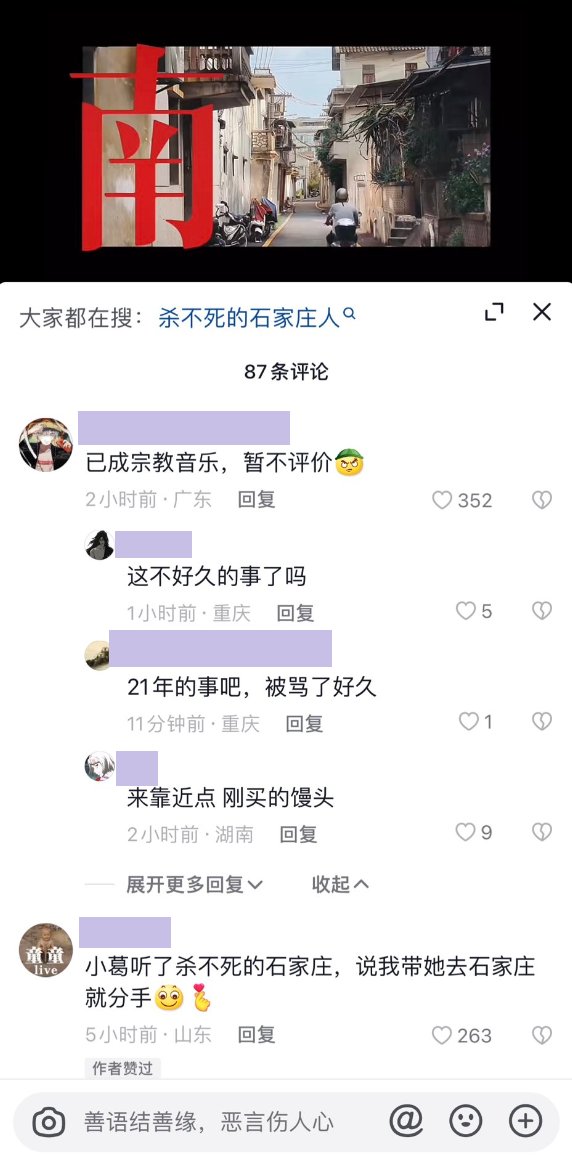 南
大家都在搜：杀不死的石家庄人
87条评论
已成宗教音乐，暂不评价
2小时前·广东 回复 352
这不好久的事了吗
1小时前·重庆 回复 5
21年的事吧，被骂了好久
11分钟前·重庆 回复 1
来靠近点 刚买的馒头
2小时前·湖南 回复 9
展开更多回复 收起
童童
live
小葛听了杀不死的石家庄，说我带她去石家庄
就分手
5小时前·山东 回复 263
作者赞过
善语结善缘，恶言伤人心 @